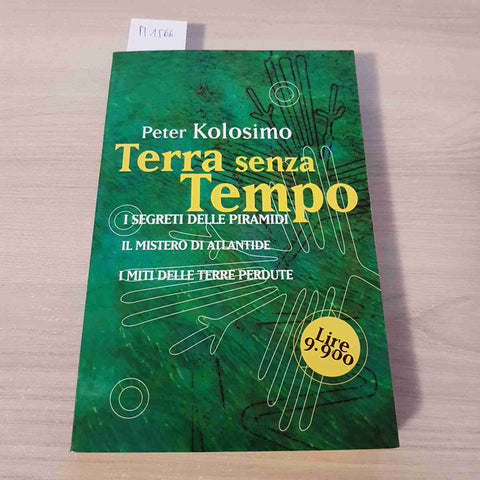 M 1566
Peter Kolosimo
Terra senza
Tempo
I SEGRETI DELLE PIRAMIDI
IL MISTERO DI ATLANTIDE
I MITI DELLE TERRE PERDUTE
Lire
9.900